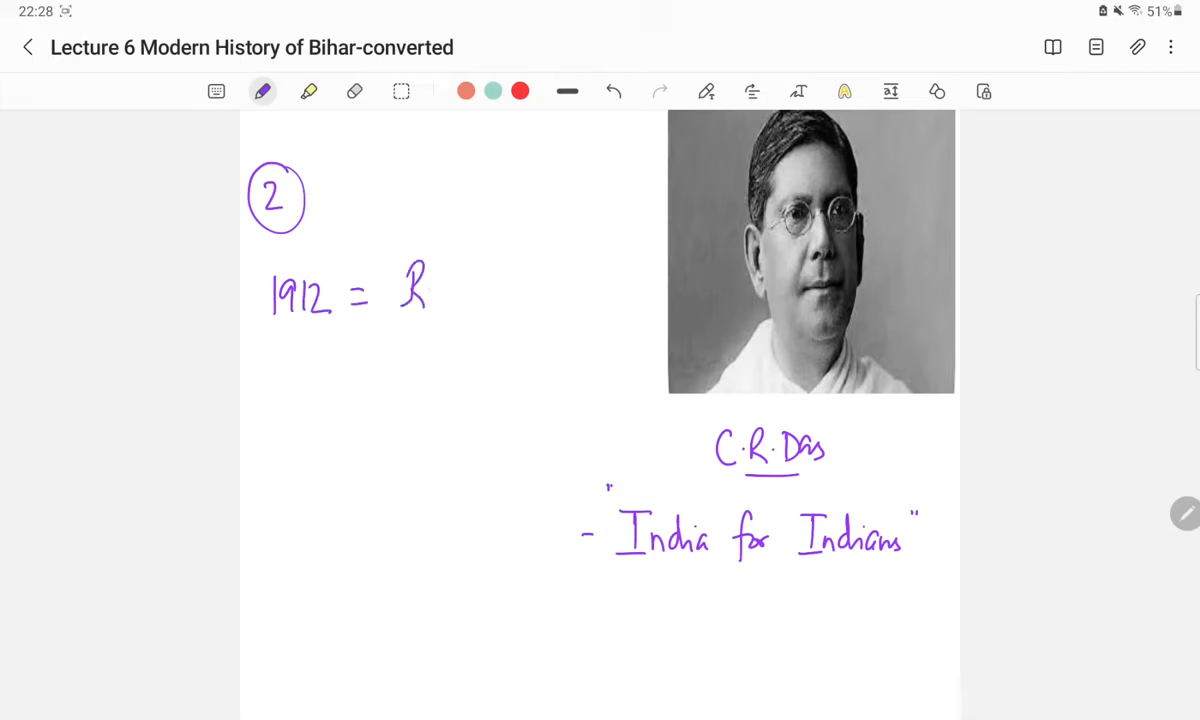 22:28 51%
Lecture 6 Modern History of Bihar-converted
2
1912 = R
C.R.Das
- "India for Indians"